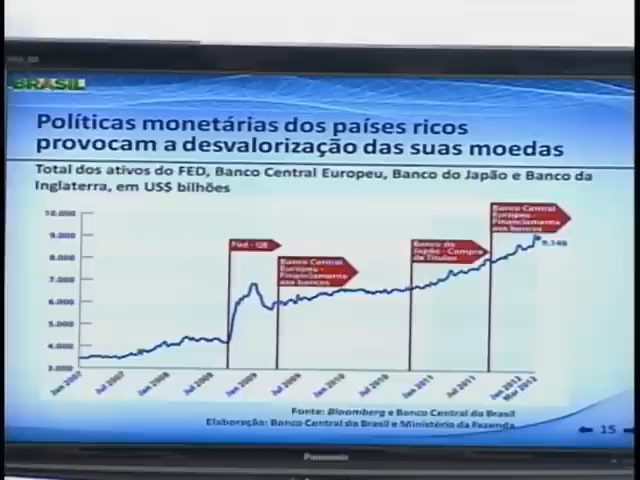 BRASIL
Políticas monetárias dos países ricos
provocam a desvalorização das suas moedas
Total dos ativos do FED, Banco Central Europeu, Banco do Japão e Banco da
Inglaterra, em US$ bilhões
10.000
9.000
8.000
7.000
6.000
5.000
4.000
3.000
Fed - QE
Banco Central
Europeu -
Financiamento
aos bancos
Banco do
Japão - Compra
de Títulos
Banco Central
Europeu -
Financiamento
aos bancos
9.146
Jan 2007
Jul 2007
Jan 2008
Jul 2008
Jan 2009
Jul 2009
Jan 2010
Jul 2010
Jan 2011
Jul 2011
Jan 2012
Mar 2012
Fonte: Bloomberg e Banco Central do Brasil
Elaboração: Banco Central do Brasil e Ministério da Fazenda
15
Panasonic